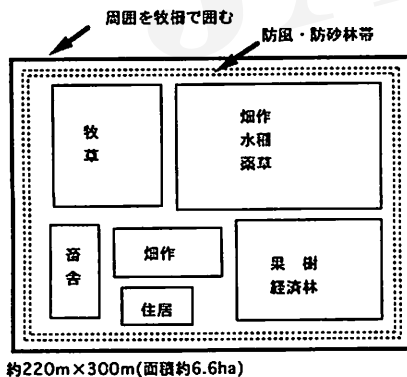 周囲を牧柵で囲む
防風・防砂林帯
牧
草
畑作
水稲
薬草
畜
舎
畑作
住居
果 樹
経済林
約220m×300m(面積約6.6ha)